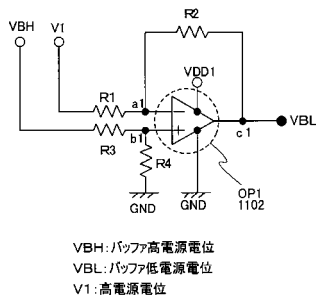 VBH V1
R2
VDD1
R1
a1
R3
b1
c1
VBL
R4
GND
GND
OP1
1102
VBH:バッファ高電源電位
VBL:バッファ低電源電位
V1:高電源電位